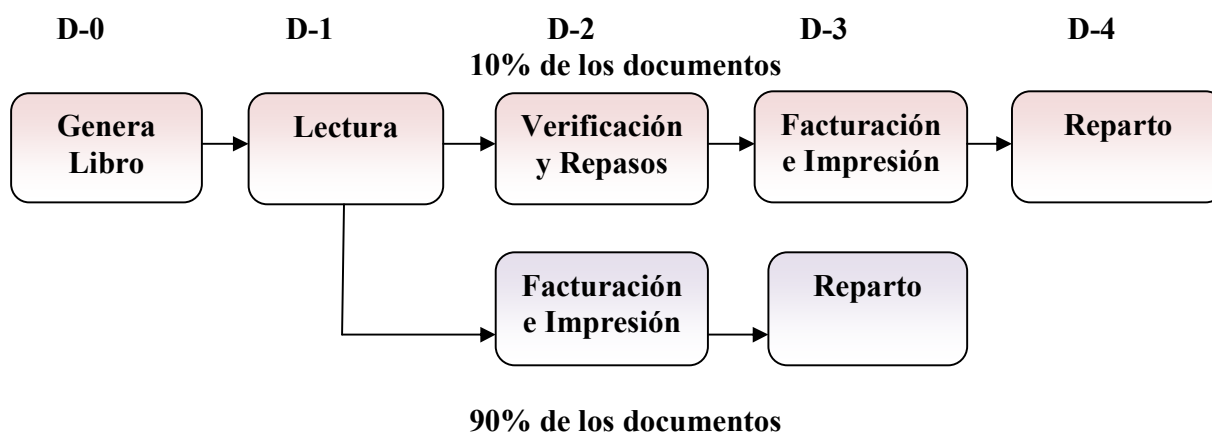 D-0 D-1 D-2 D-3 D-4
10% de los documentos
Genera
Libro
Lectura
Verificación
y Repasos
Facturación
e Impresión
Reparto
Facturación
e Impresión
Reparto
90% de los documentos